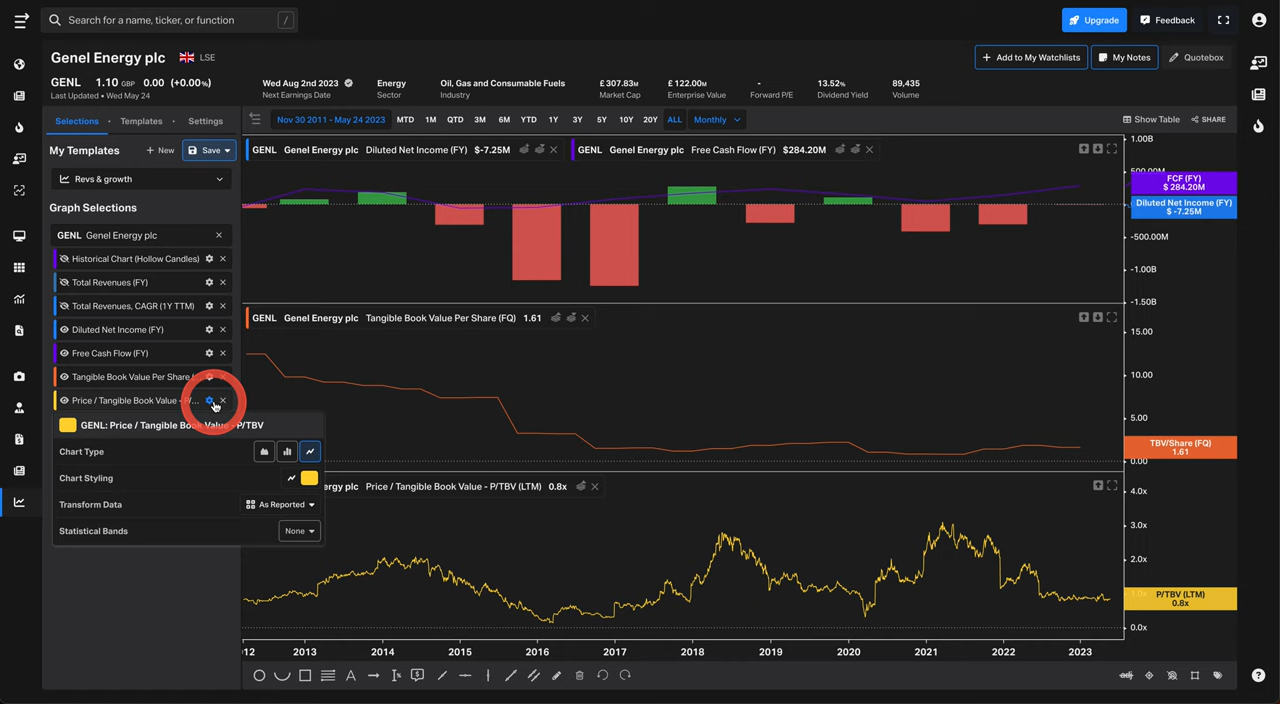 Search for a name, ticker, or function /
Upgrade
Feedback
Genel Energy plc LSE
GENL 1.10 GBP 0.00 (+0.00%)
Last Updated • Wed May 24
Wed Aug 2nd 2023
Next Earnings Date
Energy
Sector
Oil, Gas and Consumable Fuels
Industry
£307.83M
Market Cap
£122.00M
Enterprise Value
-
Forward P/E
13.52%
Dividend Yield
89,435
Volume
+ Add to My Watchlists
My Notes
Quotebox
Selections • Templates • Settings
Nov 30 2011 - May 24 2023 MTD 1M QTD 3M 6M YTD 1Y 3Y 5Y 10Y 20Y ALL Monthly
Show Table
SHARE
My Templates + New Save
Revs & growth
Graph Selections
GENL Genel Energy plc
Historical Chart (Hollow Candles)
Total Revenues (FY)
Total Revenues, CAGR (1Y TTM)
Diluted Net Income (FY)
Free Cash Flow (FY)
Tangible Book Value Per Share
Price / Tangible Book Value - P/...
GENL: Price / Tangible Book Value - P/TBV
Chart Type
Chart Styling
Transform Data As Reported
Statistical Bands None
GENL Genel Energy plc Diluted Net Income (FY) $-7.25M
GENL Genel Energy plc Free Cash Flow (FY) $284.20M
1.00B
500.00M
FCF (FY)
$ 284.20M
Diluted Net Income (FY)
$ -7.25M
-500.00M
-1.00B
-1.50B
GENL Genel Energy plc Tangible Book Value Per Share (FQ) 1.61
15.00
10.00
5.00
TBV/Share (FQ)
1.61
0.00
ergy plc Price / Tangible Book Value - P/TBV (LTM) 0.8x
4.0x
3.0x
2.0x
1.0x
P/TBV (LTM)
0.8x
0.0x
12 2013 2014 2015 2016 2017 2018 2019 2020 2021 2022 2023
adj